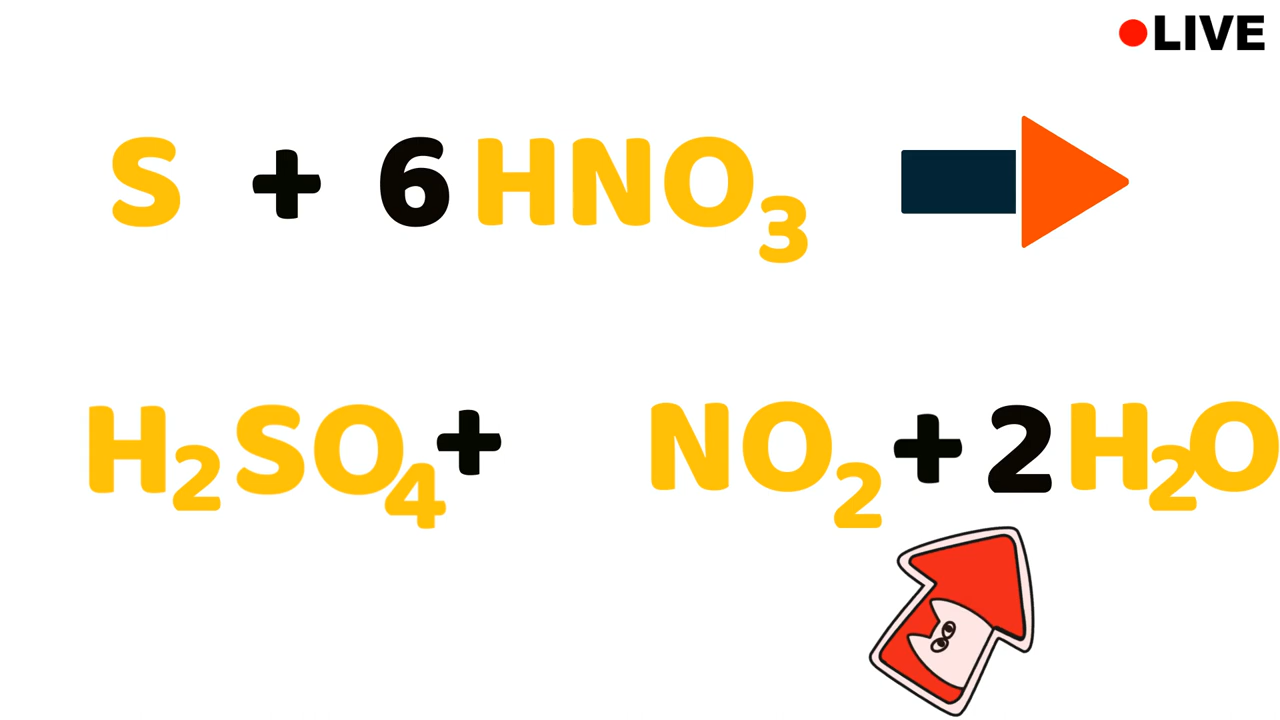 LIVE
S + 6 HNO₃
H₂SO₄ + NO₂ + 2 H₂O